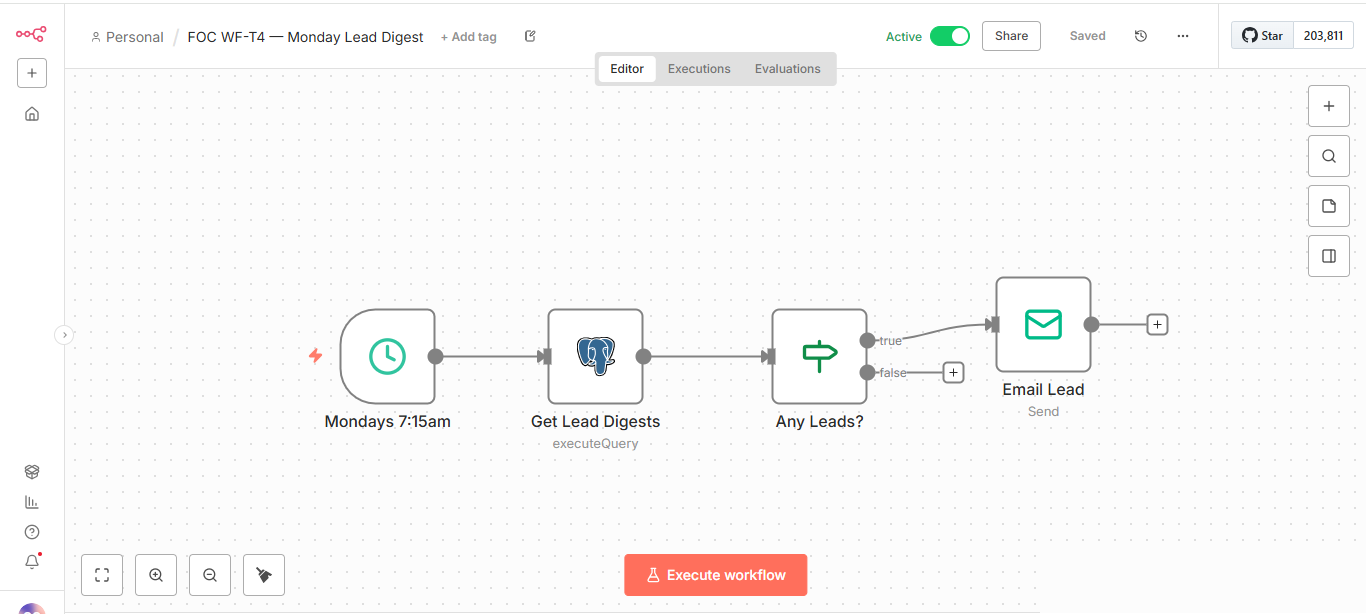 Personal / FOC WF-T4 — Monday Lead Digest + Add tag
Active Share Saved Star 203,811
Editor Executions Evaluations
true
false
Mondays 7:15am
Get Lead Digests
executeQuery
Any Leads?
Email Lead
Send
Execute workflow